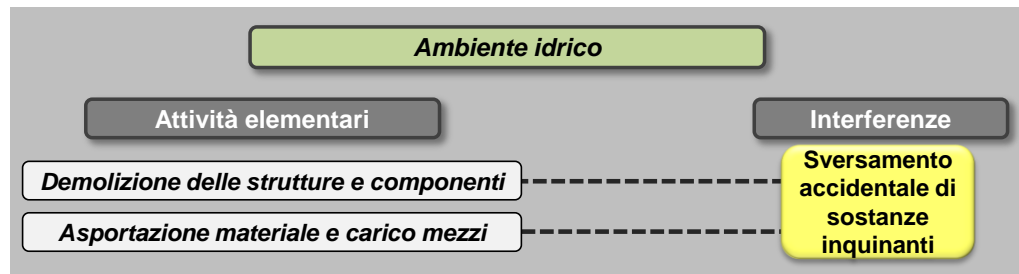 Ambiente idrico
Attività elementari
Interferenze
Demolizione delle strutture e componenti
Asportazione materiale e carico mezzi
Sversamento
accidentale di
sostanze
inquinanti